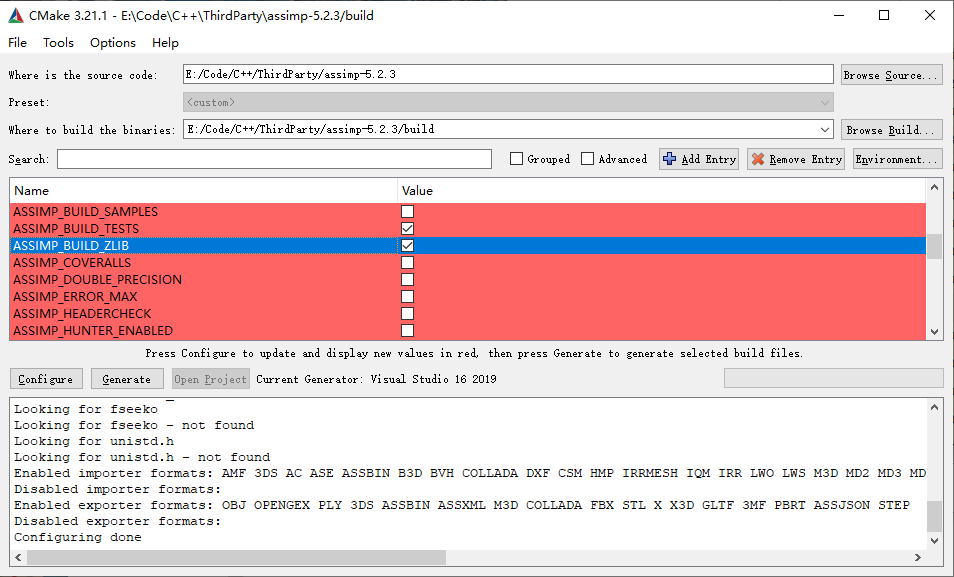 CMake 3.21.1 - E:\Code\C++\ThirdParty\assimp-5.2.3/build
File Tools Options Help
Where is the source code: E:/Code/C++/ThirdParty/assimp-5.2.3 Browse Source...
Preset: <custom>
Where to build the binaries: E:/Code/C++/ThirdParty/assimp-5.2.3/build Browse Build...
Search: Grouped Advanced Add Entry Remove Entry Environment...
Name Value
ASSIMP_BUILD_SAMPLES
ASSIMP_BUILD_TESTS
ASSIMP_BUILD_ZLIB
ASSIMP_COVERALLS
ASSIMP_DOUBLE_PRECISION
ASSIMP_ERROR_MAX
ASSIMP_HEADERCHECK
ASSIMP_HUNTER_ENABLED
Press Configure to update and display new values in red, then press Generate to generate selected build files.
Configure Generate Open Project Current Generator: Visual Studio 16 2019
Looking for fseeko
Looking for fseeko - not found
Looking for unistd.h
Looking for unistd.h - not found
Enabled importer formats: AMF 3DS AC ASE ASSBIN B3D BVH COLLADA DXF CSM HMP IRRMESH IQM IRR LWO LWS M3D MD2 MD3 MD
Disabled importer formats:
Enabled exporter formats: OBJ OPENGEX PLY 3DS ASSBIN ASSXML M3D COLLADA FBX STL X X3D GLTF 3MF PBRT ASSJSON STEP
Disabled exporter formats:
Configuring done